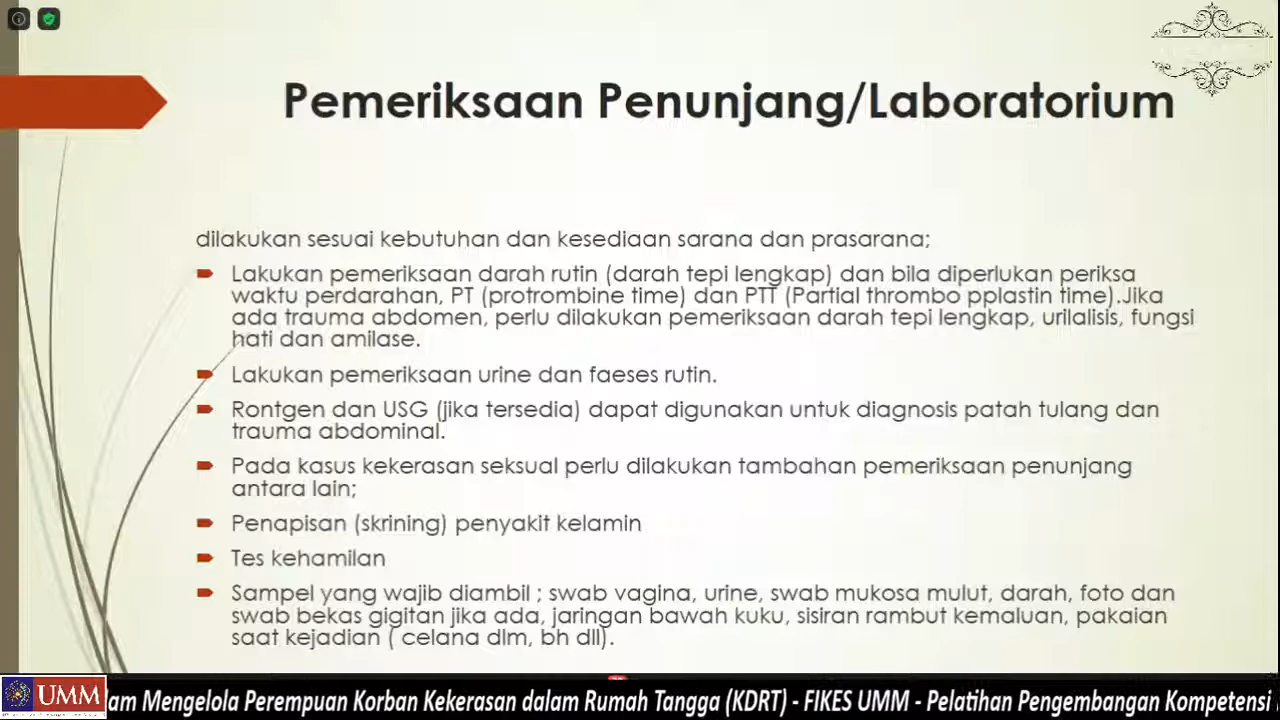 Pemeriksaan Penunjang/Laboratorium
dilakukan sesuai kebutuhan dan kesediaan sarana dan prasarana;
Lakukan pemeriksaan darah rutin (darah tepi lengkap) dan bila diperlukan periksa
waktu perdarahan, PT (protrombine time) dan PTT (Partial thrombo pplastin time).Jika
ada trauma abdomen, perlu dilakukan pemeriksaan darah tepi lengkap, urilalisis, fungsi
hati dan amilase.
Lakukan pemeriksaan urine dan faeses rutin.
Rontgen dan USG (jika tersedia) dapat digunakan untuk diagnosis patah tulang dan
trauma abdominal.
Pada kasus kekerasan seksual perlu dilakukan tambahan pemeriksaan penunjang
antara lain;
Penapisan (skrining) penyakit kelamin
Tes kehamilan
Sampel yang wajib diambil ; swab vagina, urine, swab mukosa mulut, darah, foto dan
swab bekas gigitan jika ada, jaringan bawah kuku, sisiran rambut kemaluan, pakaian
saat kejadian ( celana dlm, bh dll).
UMM lam Mengelola Perempuan Korban Kekerasan dalam Rumah Tangga (KDRT) - FIKES UMM - Pelatihan Pengembangan Kompetensi